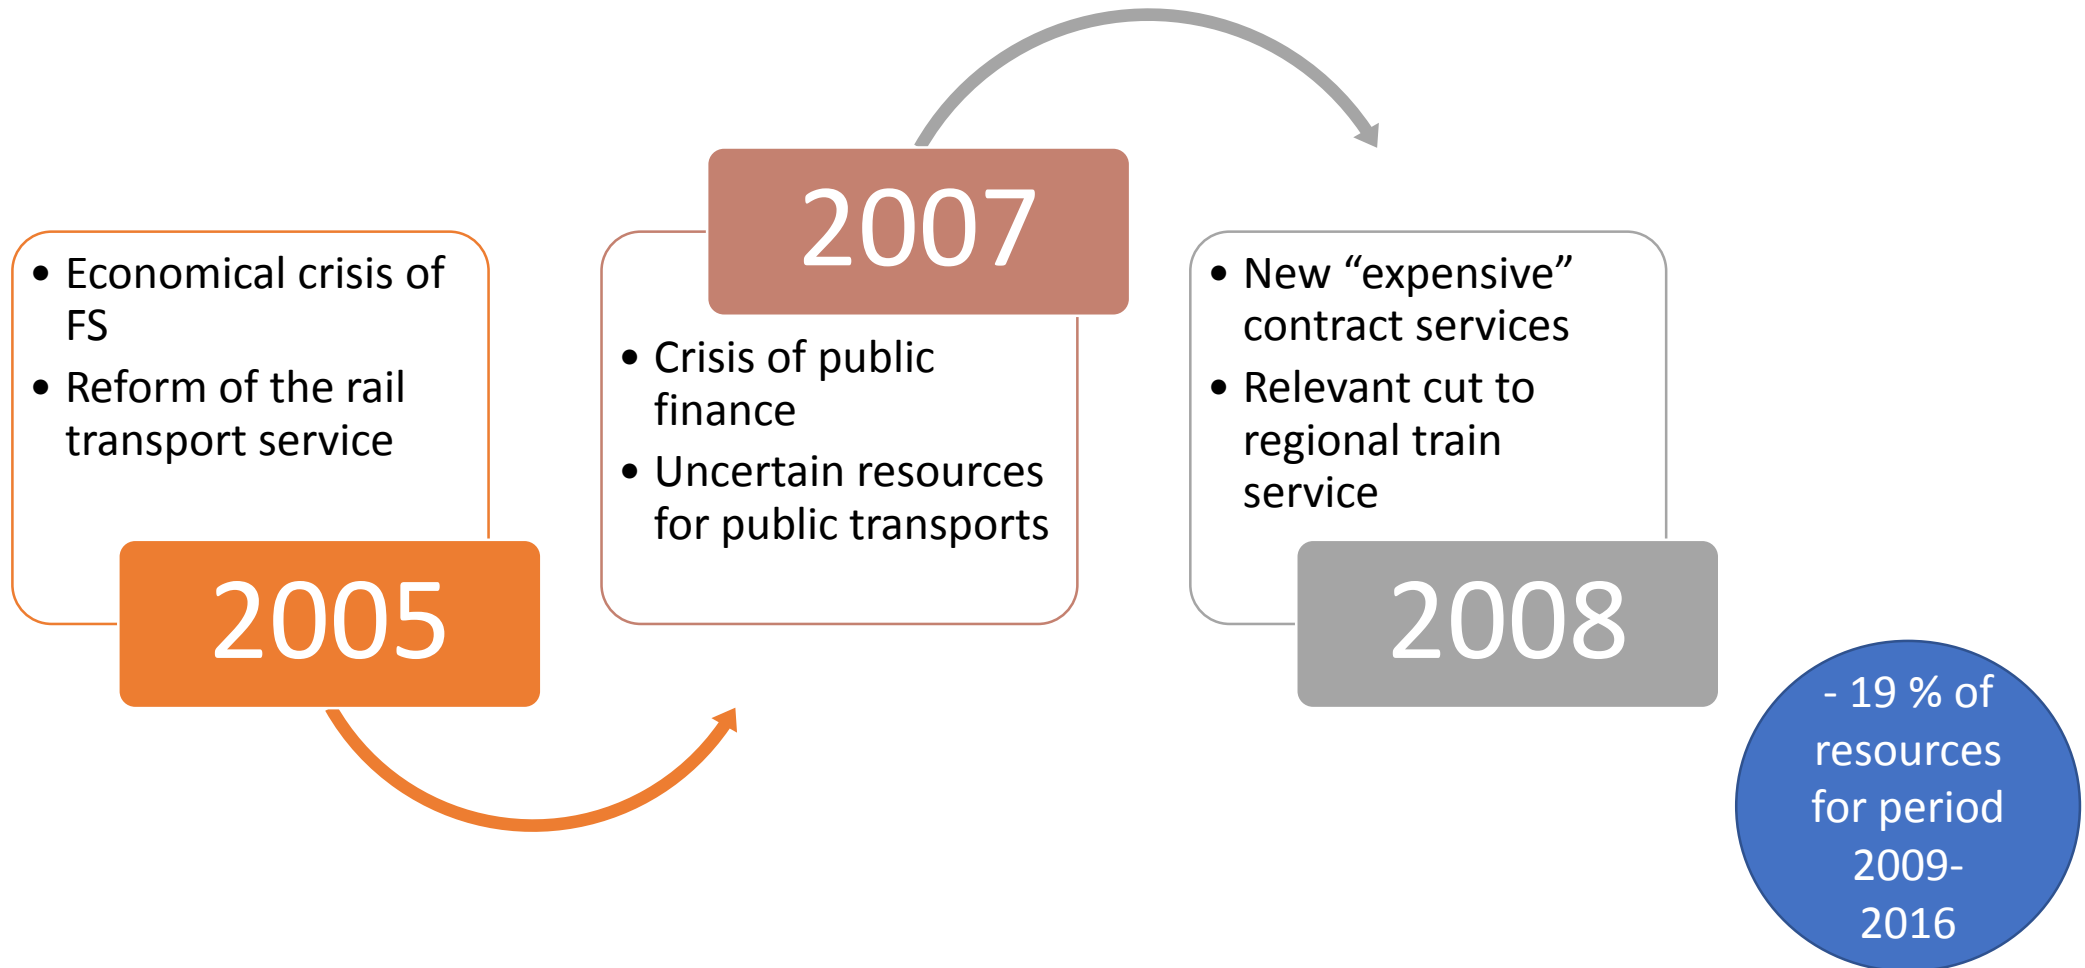 • Economical crisis of
FS
• Reform of the rail
transport service
2005
2007
• Crisis of public
finance
• Uncertain resources
for public transports
• New “expensive”
contract services
• Relevant cut to
regional train
service
2008
- 19 % of
resources
for period
2009-
2016